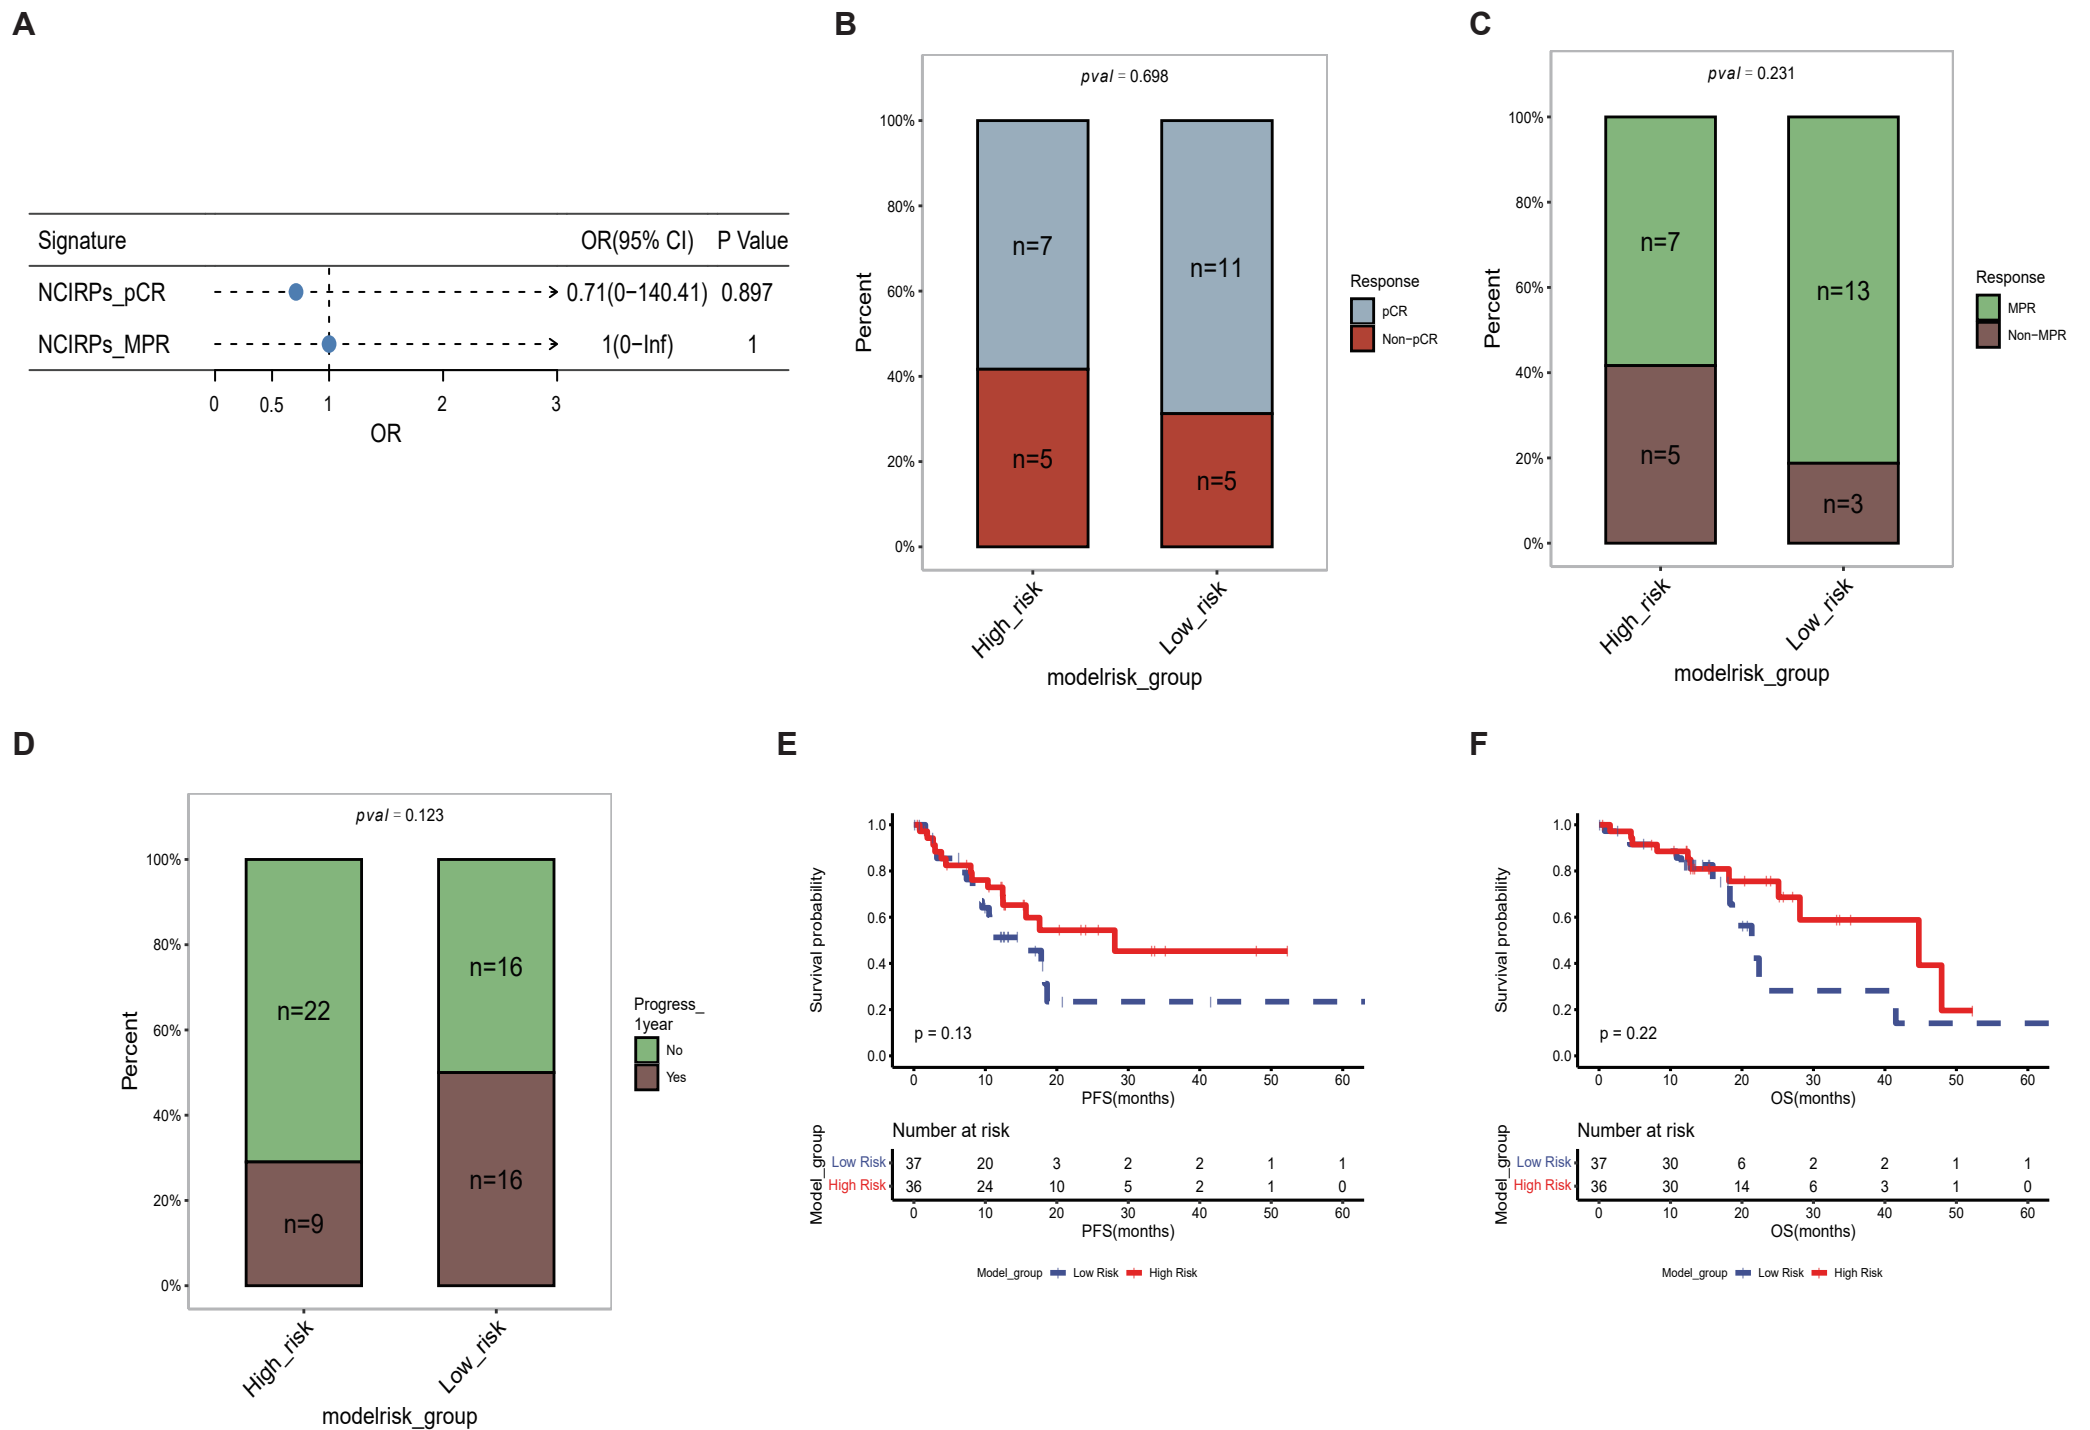 A
Signature OR(95% CI) P Value
NCIRPs_pCR 0.71(0−140.41) 0.897
NCIRPs_MPR 1(0−Inf) 1
0 0.5 1 2 3
OR
B
pval = 0.698
100%
80%
60%
40%
20%
0%
Percent
n=7
n=11
n=5
n=5
Response
pCR
Non−pCR
High_risk
Low_risk
modelrisk_group
C
pval = 0.231
100%
80%
60%
40%
20%
0%
Percent
n=7
n=13
n=5
n=3
Response
MPR
Non−MPR
High_risk
Low_risk
modelrisk_group
D
pval = 0.123
100%
80%
60%
40%
20%
0%
Percent
n=22
n=16
n=9
n=16
Progress_
1year
No
Yes
High_risk
Low_risk
modelrisk_group
E
1.0
0.8
0.6
0.4
0.2
0.0
Survival probability
p = 0.13
0 10 20 30 40 50 60
PFS(months)
Number at risk
Model_group
Low Risk 37 20 3 2 2 1 1
High Risk 36 24 10 5 2 1 0
0 10 20 30 40 50 60
PFS(months)
Model_group Low Risk High Risk
F
1.0
0.8
0.6
0.4
0.2
0.0
Survival probability
p = 0.22
0 10 20 30 40 50 60
OS(months)
Number at risk
Model_group
Low Risk 37 30 6 2 2 1 1
High Risk 36 30 14 6 3 1 0
0 10 20 30 40 50 60
OS(months)
Model_group Low Risk High Risk